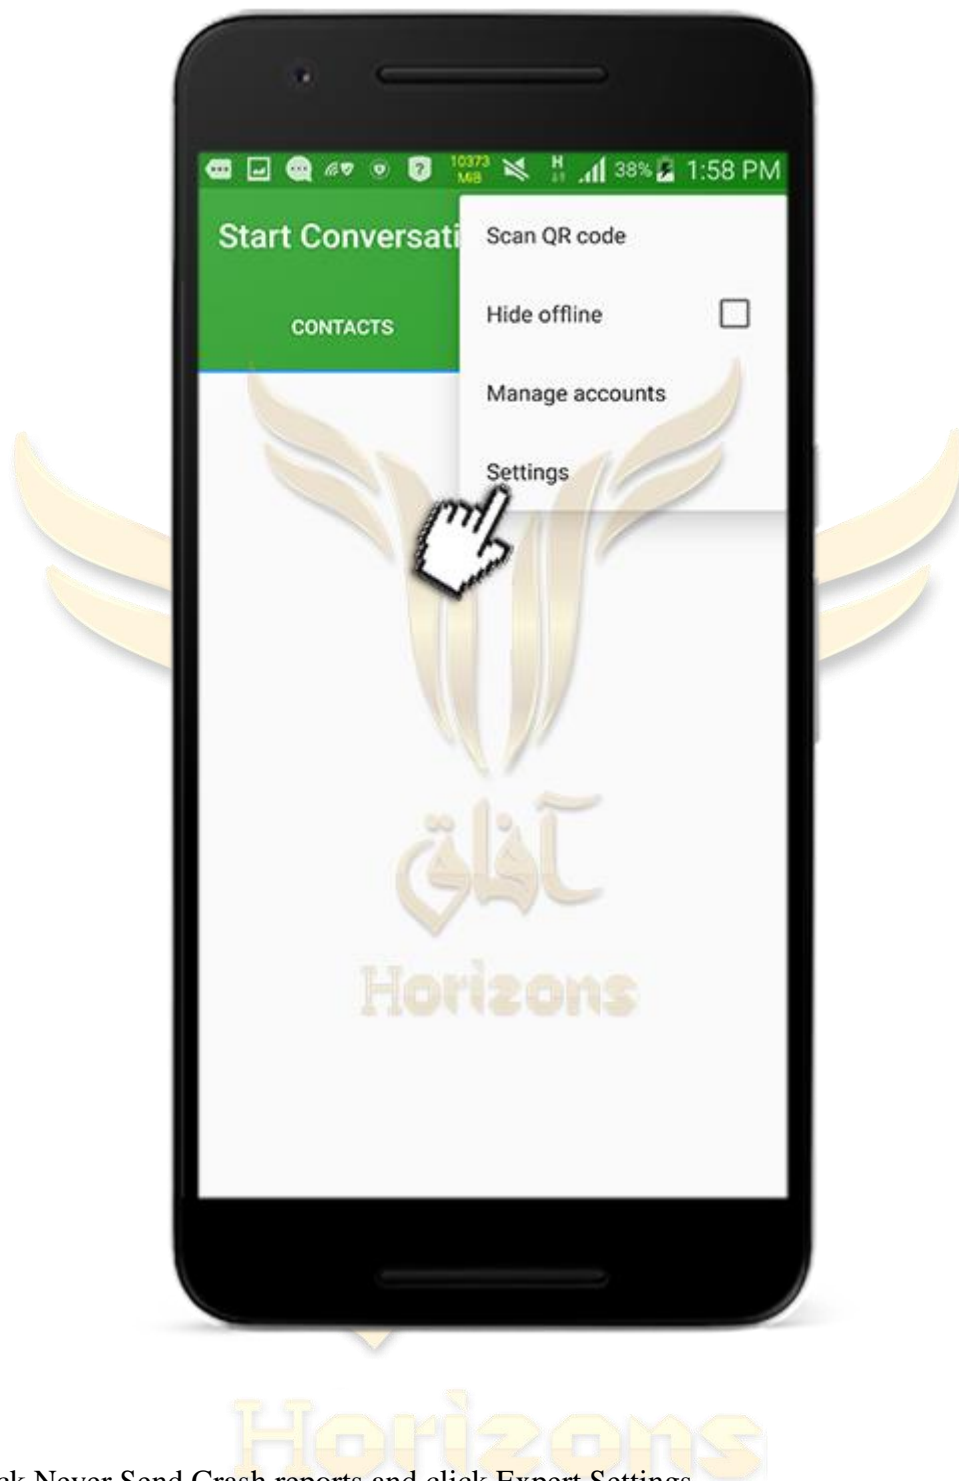 10373
MiB
H
38%
1:58 PM
Start Conversati
Scan QR code
Hide offline
CONTACTS
Manage accounts
Settings
آفاق
Horizons
Horizons
ck Never Send Crash reports and click Expert Settings